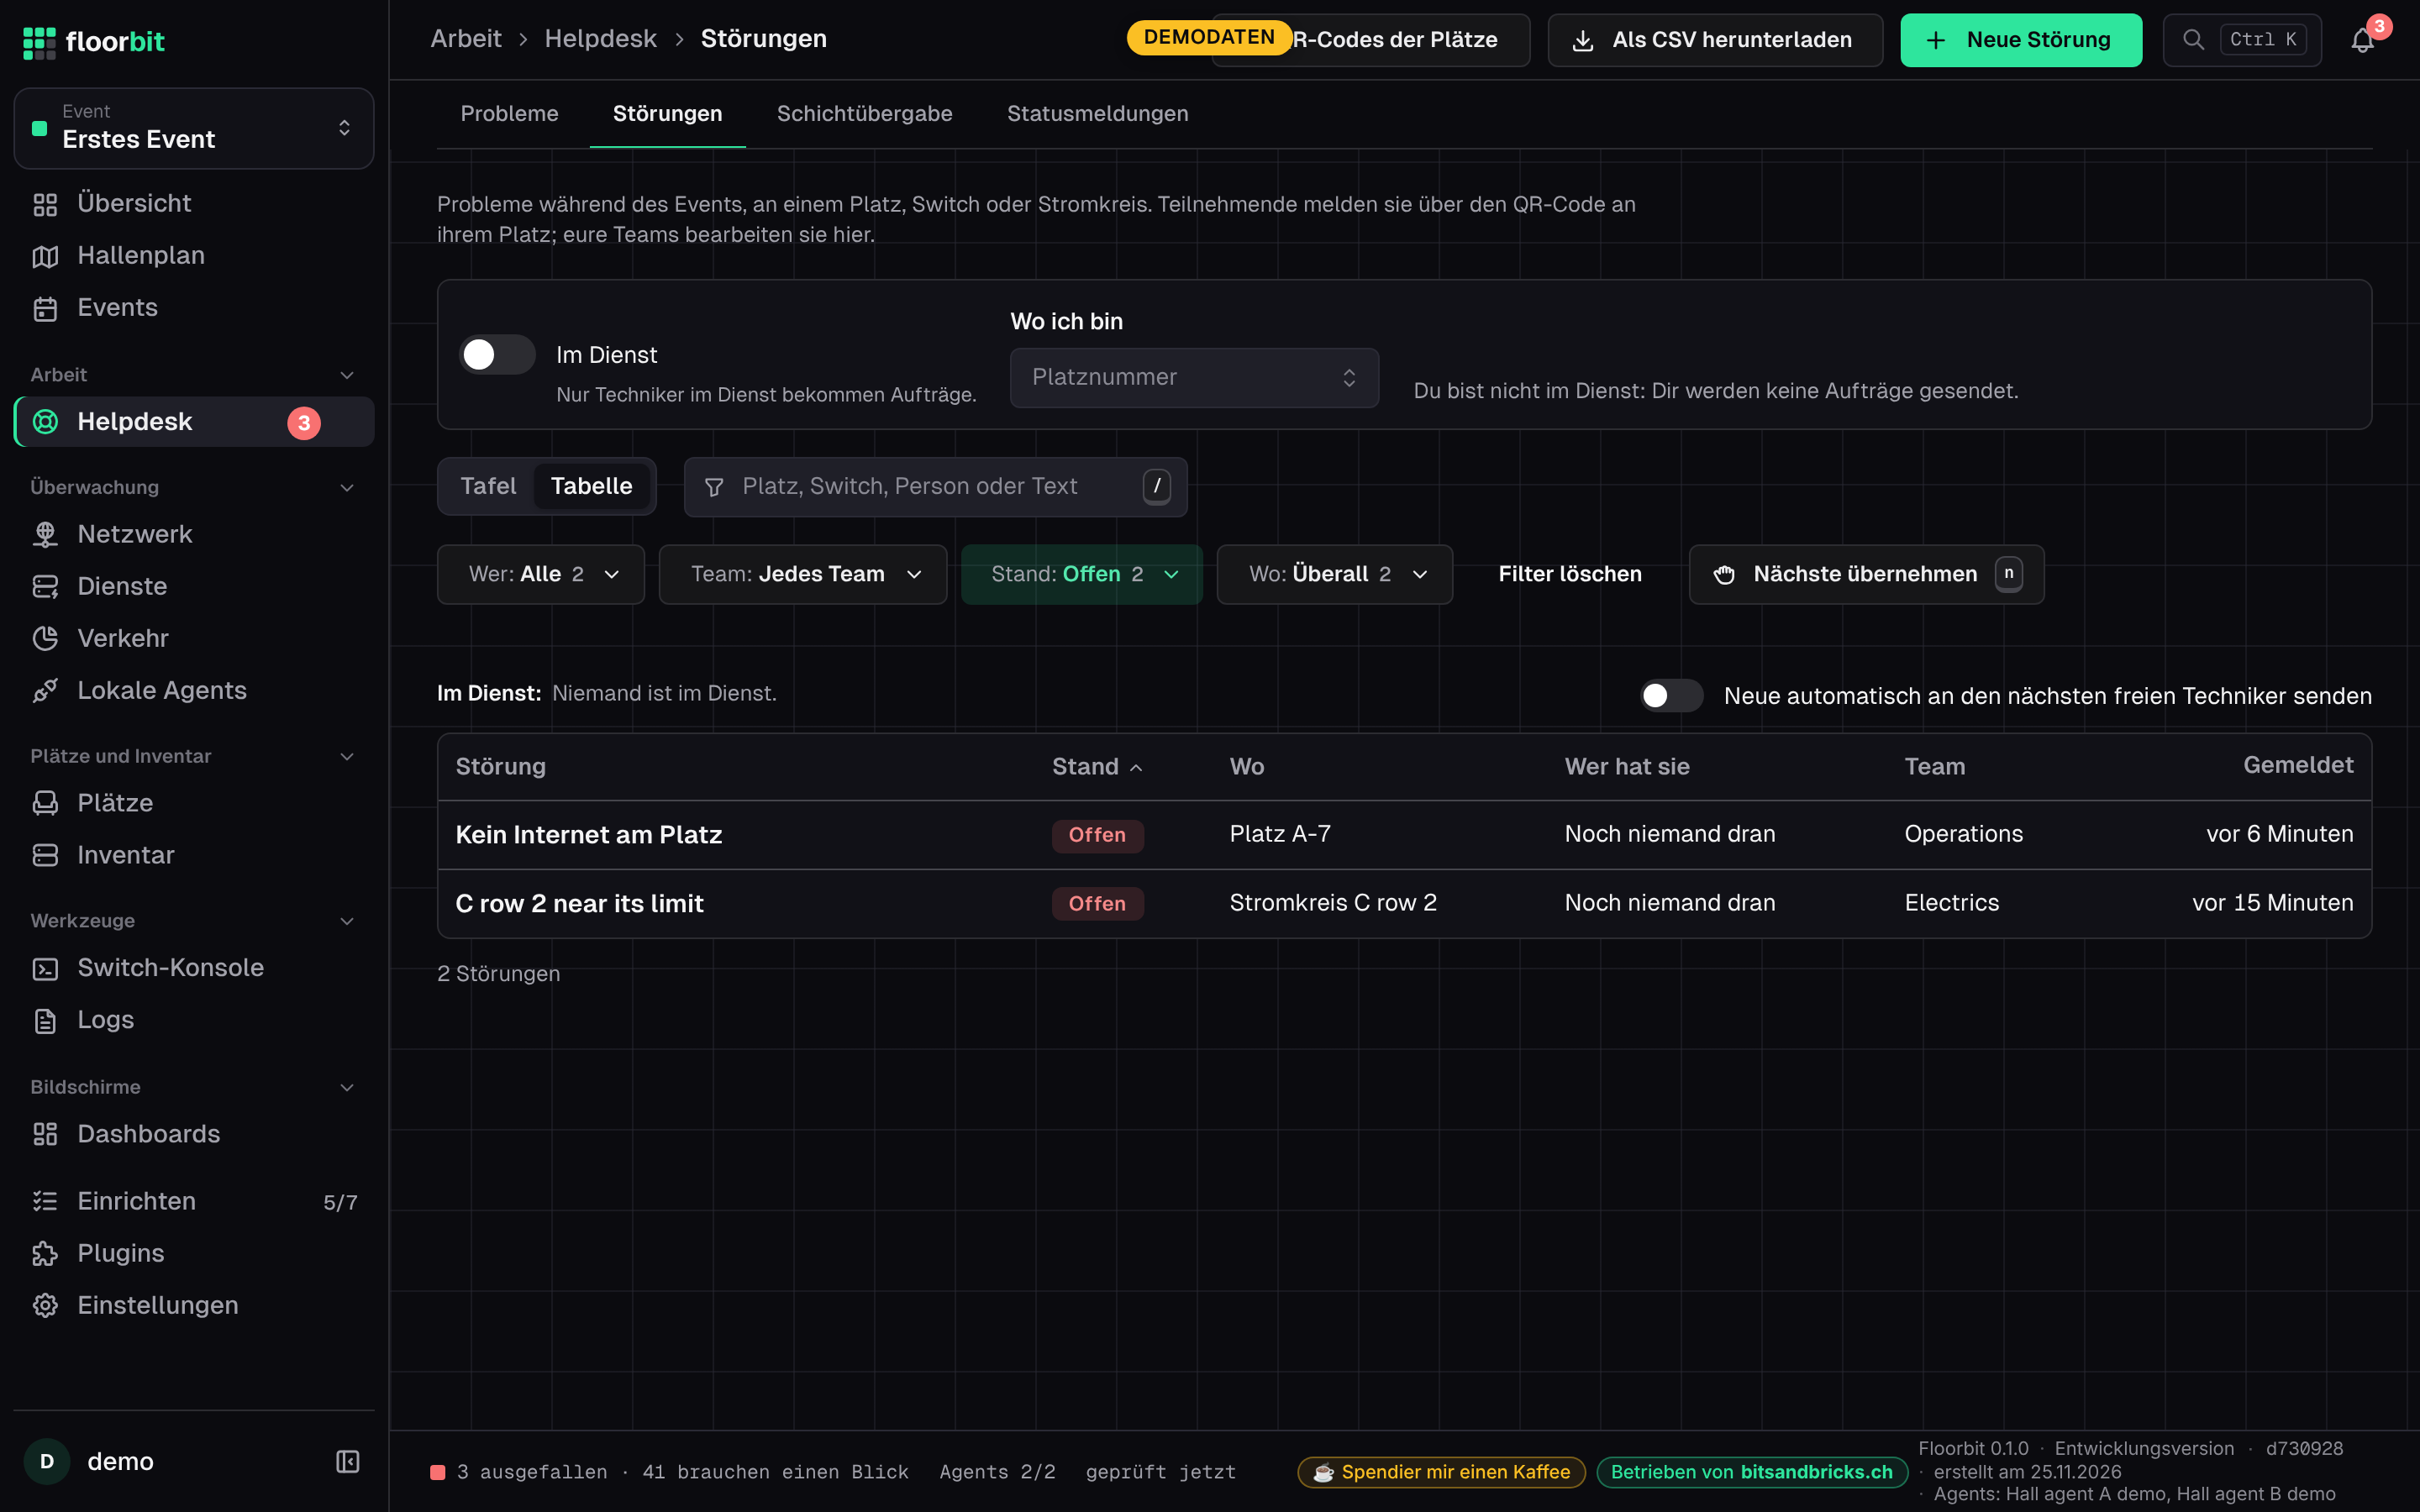 floorbit
Arbeit > Helpdesk > Störungen
DEMODATEN
R-Codes der Plätze
Als CSV herunterladen
+ Neue Störung
Ctrl K
3
Event
Erstes Event
Übersicht
Hallenplan
Events
Arbeit
Helpdesk 3
Überwachung
Netzwerk
Dienste
Verkehr
Lokale Agents
Plätze und Inventar
Plätze
Inventar
Werkzeuge
Switch-Konsole
Logs
Bildschirme
Dashboards
Einrichten 5/7
Plugins
Einstellungen
D demo
Probleme Störungen Schichtübergabe Statusmeldungen
Probleme während des Events, an einem Platz, Switch oder Stromkreis. Teilnehmende melden sie über den QR-Code an
ihrem Platz; eure Teams bearbeiten sie hier.
Im Dienst
Nur Techniker im Dienst bekommen Aufträge.
Wo ich bin
Platznummer
Du bist nicht im Dienst: Dir werden keine Aufträge gesendet.
Tafel Tabelle
Platz, Switch, Person oder Text /
Wer: Alle 2
Team: Jedes Team
Stand: Offen 2
Wo: Überall 2
Filter löschen
Nächste übernehmen n
Im Dienst: Niemand ist im Dienst.
Neue automatisch an den nächsten freien Techniker senden
Störung Stand Wo Wer hat sie Team Gemeldet
Kein Internet am Platz Offen Platz A-7 Noch niemand dran Operations vor 6 Minuten
C row 2 near its limit Offen Stromkreis C row 2 Noch niemand dran Electrics vor 15 Minuten
2 Störungen
3 ausgefallen · 41 brauchen einen Blick Agents 2/2 geprüft jetzt
Spendier mir einen Kaffee
Betrieben von bitsandbricks.ch
Floorbit 0.1.0 · Entwicklungsversion · d730928
· erstellt am 25.11.2026
· Agents: Hall agent A demo, Hall agent B demo